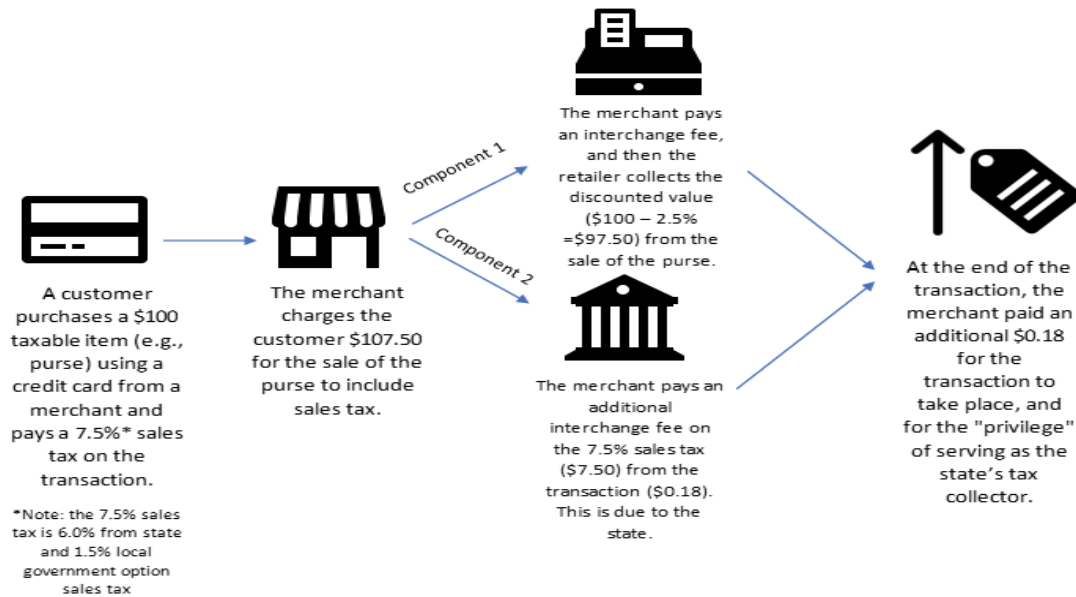 A customer
purchases a $100
taxable item (e.g.,
purse) using a
credit card from a
merchant and
pays a 7.5%* sales
tax on the
transaction.
*Note: the 7.5% sales
tax is 6.0% from state
and 1.5% local
government option
sales tax
The merchant
charges the
customer $107.50
for the sale of the
purse to include
sales tax.
Component 1
The merchant pays
an interchange fee,
and then the
retailer collects the
discounted value
($100 – 2.5%
=$97.50) from the
sale of the purse.
Component 2
The merchant pays an
additional
interchange fee on
the 7.5% sales tax
($7.50) from the
transaction ($0.18).
This is due to the
state.
At the end of the
transaction, the
merchant paid an
additional $0.18
for the
transaction to
take place, and
for the "privilege"
of serving as the
state’s tax
collector.